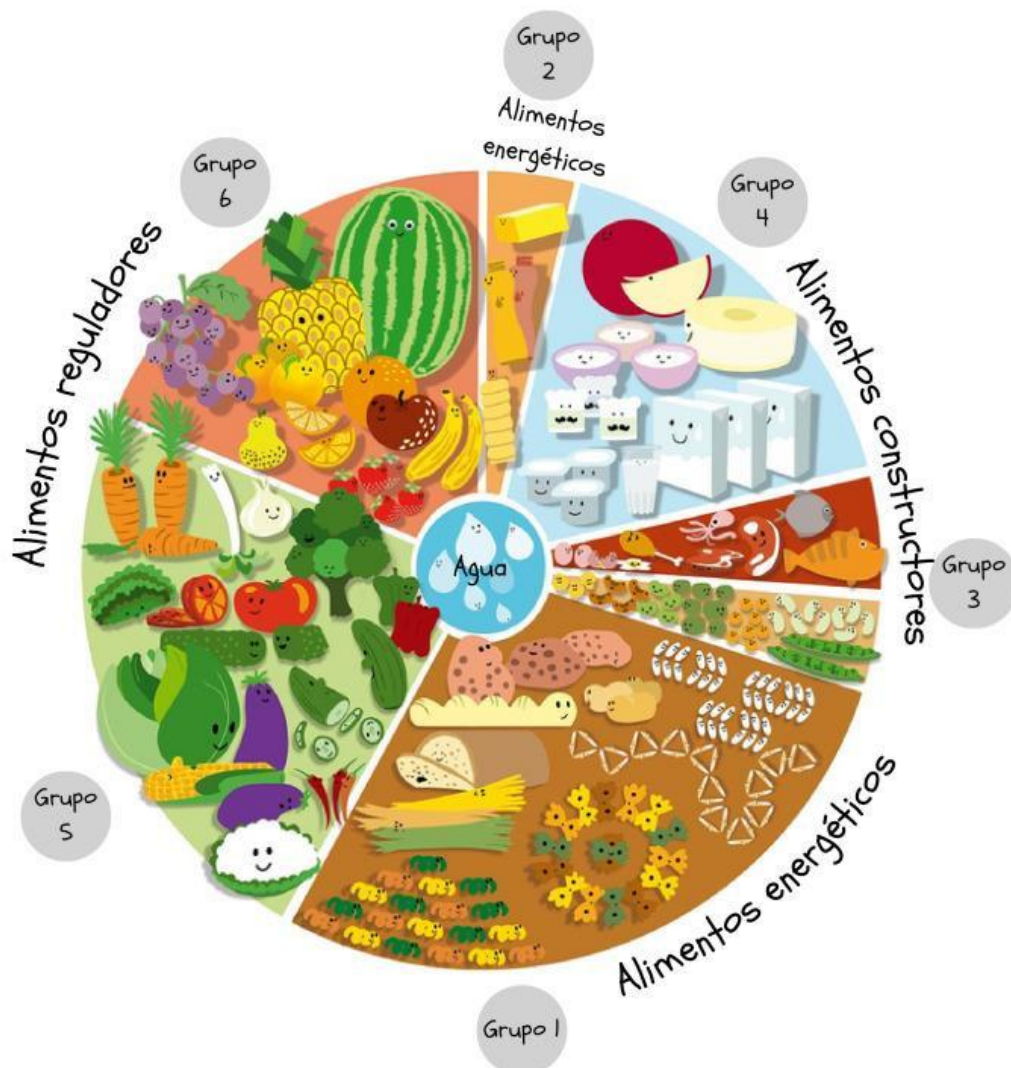 Grupo
2
Alimentos
energéticos
Grupo
6
Grupo
4
Alimentos reguladores
Alimentos constructores
Agua
Grupo
3
Grupo
5
Alimentos energéticos
Grupo 1